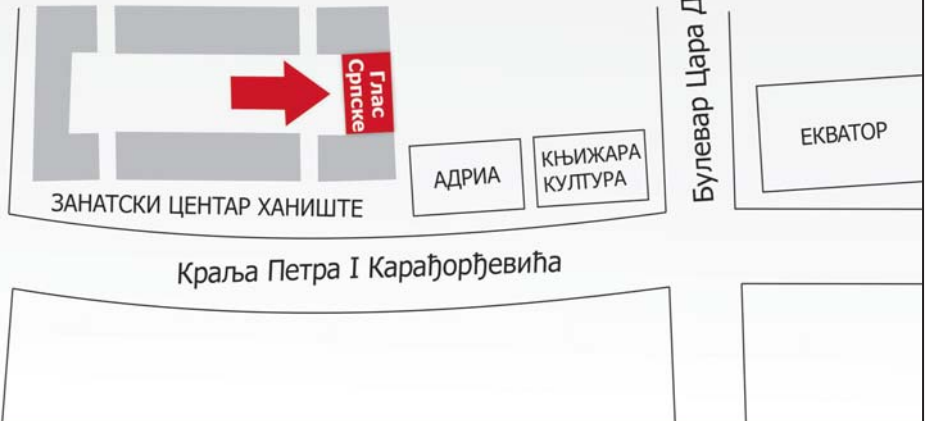 Глас
Српске
Булевар Цара
ЕКВАТОР
АДРИА
КЊИЖАРА
КУЛТУРА
ЗАНАТСКИ ЦЕНТАР ХАНИШТЕ
Краља Петра I Карађорђевића